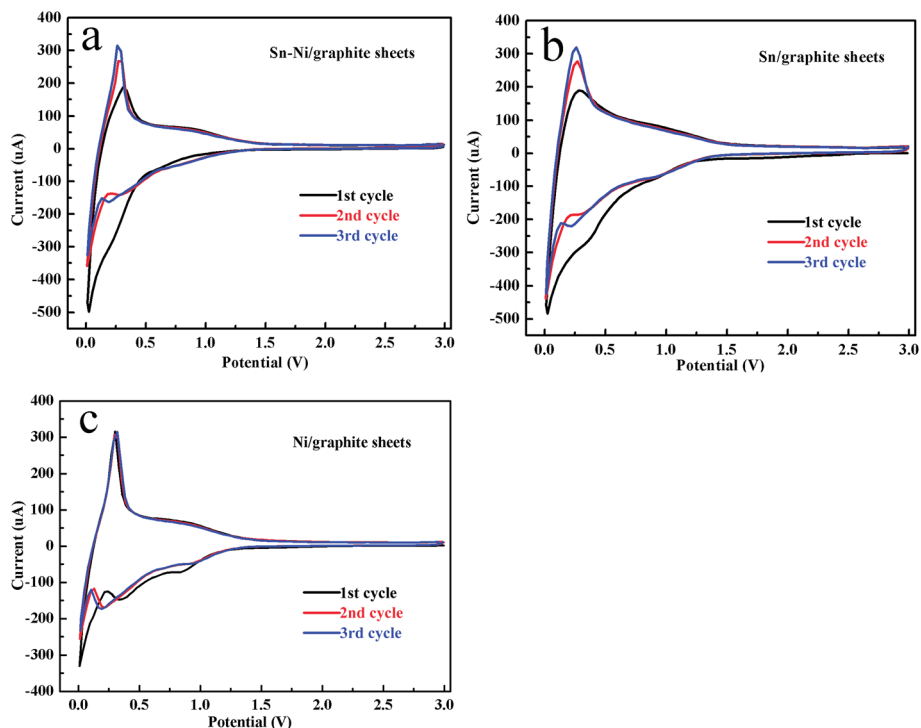 a
Sn-Ni/graphite sheets
400
300
200
100
0
-100
-200
-300
-400
-500
Current (uA)
1st cycle
2nd cycle
3rd cycle
0.0 0.5 1.0 1.5 2.0 2.5 3.0
Potential (V)
b
Sn/graphite sheets
400
300
200
100
0
-100
-200
-300
-400
-500
Current (uA)
1st cycle
2nd cycle
3rd cycle
0.0 0.5 1.0 1.5 2.0 2.5 3.0
Potential (V)
c
Ni/graphite sheets
400
300
200
100
0
-100
-200
-300
-400
Current (uA)
1st cycle
2nd cycle
3rd cycle
0.0 0.5 1.0 1.5 2.0 2.5 3.0
Potential (V)